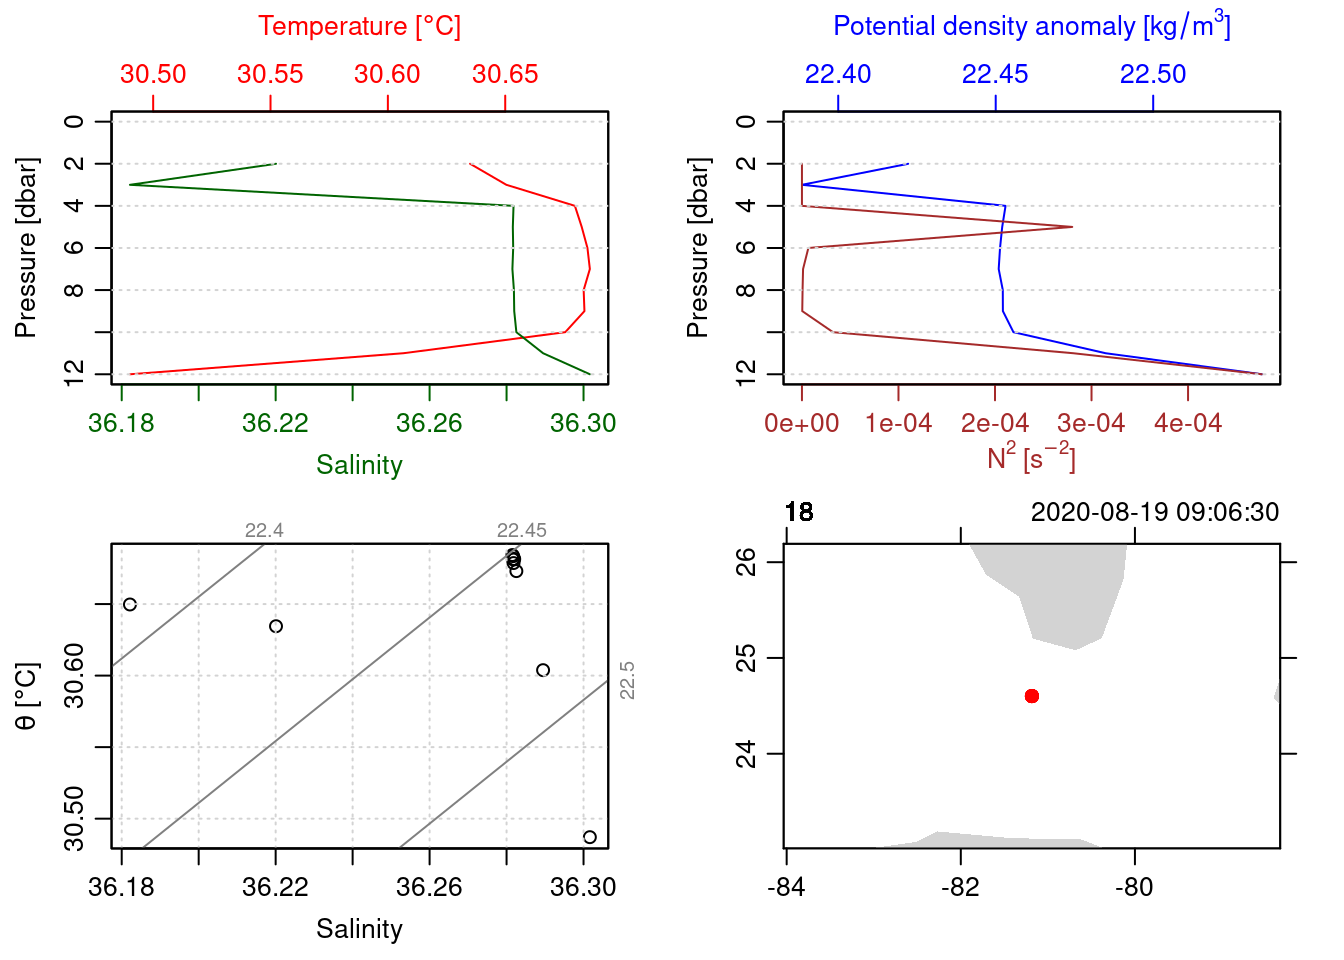 Temperature [°C]
30.50 30.55 30.60 30.65
Pressure [dbar]
0
2
4
6
8
12
36.18 36.22 36.26 36.30
Salinity
Potential density anomaly [kg/m³]
22.40 22.45 22.50
Pressure [dbar]
0
2
4
6
8
12
0e+00 1e-04 2e-04 3e-04 4e-04
N² [s⁻²]
22.4 22.45
22.5
θ [°C]
30.60
30.50
36.18 36.22 36.26 36.30
Salinity
18 2020-08-19 09:06:30
26
25
24
-84 -82 -80